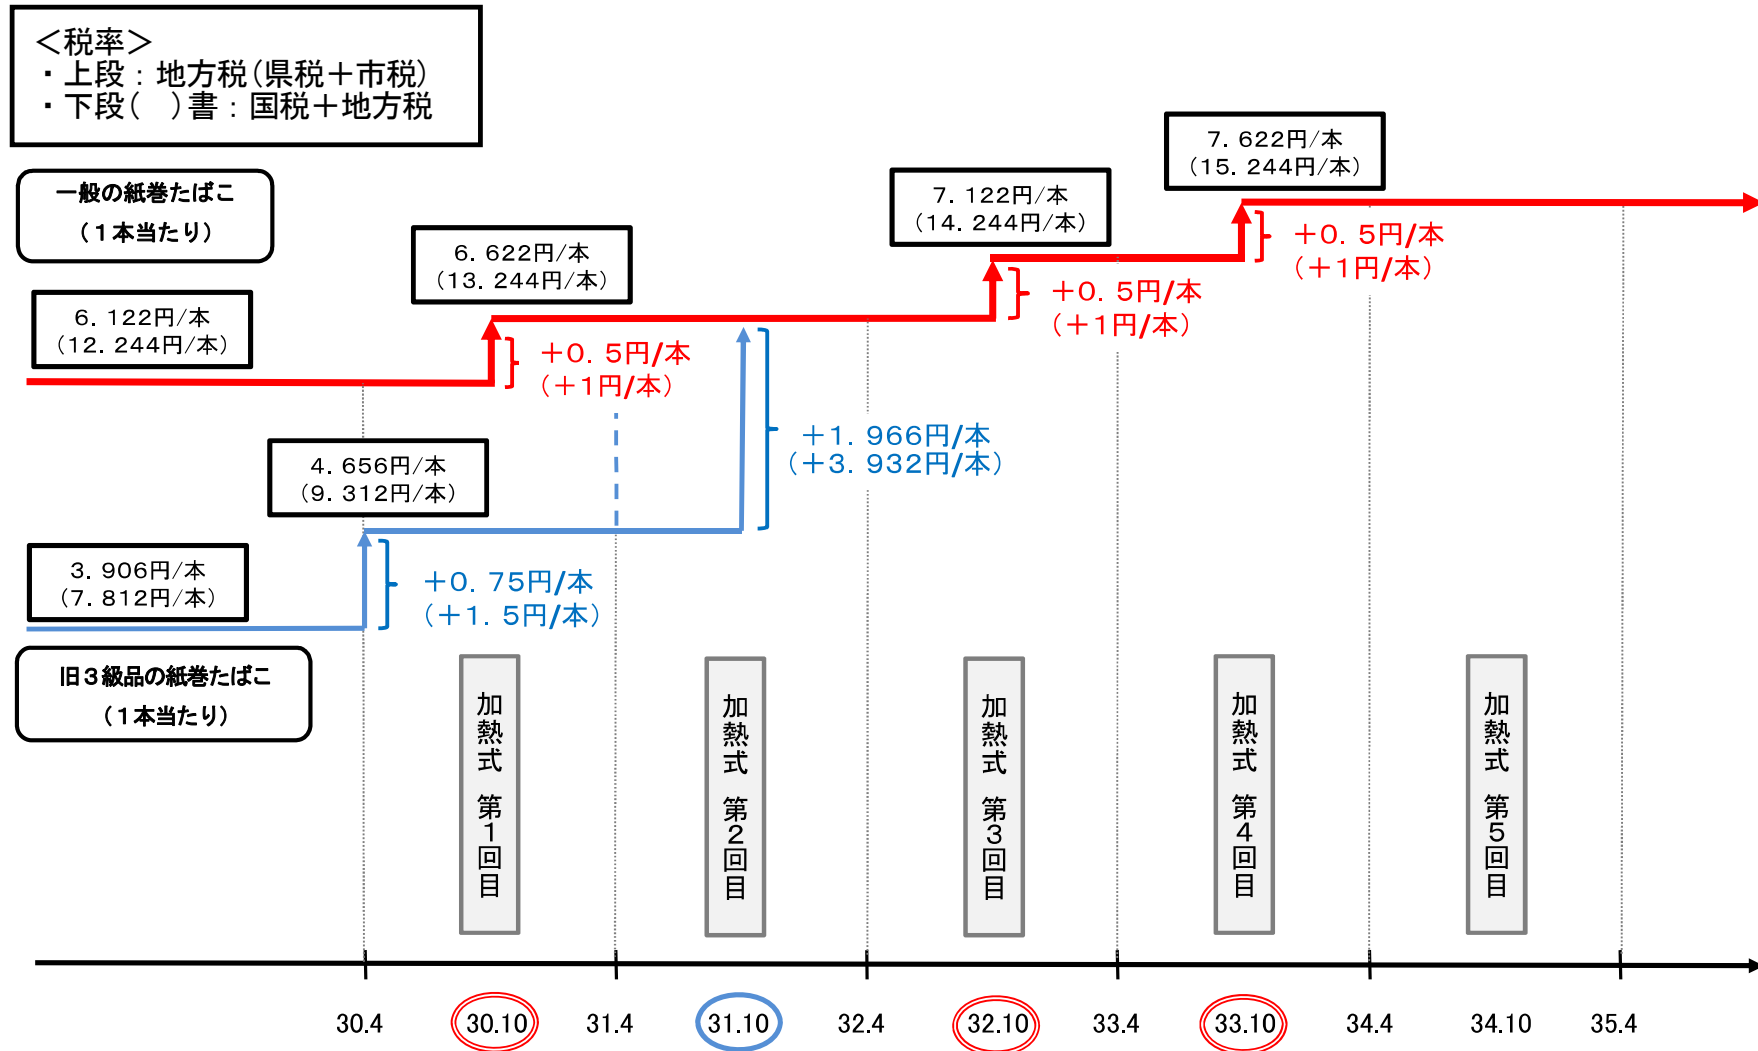 ＜税率＞
・上段：地方税（県税＋市税）
・下段（　）書：国税＋地方税
一般の紙巻たばこ
（１本当たり）
６．１２２円/本
（１２．２４４円/本）
６．６２２円/本
（１３．２４４円/本）
７．１２２円/本
（１４．２４４円/本）
７．６２２円/本
（１５．２４４円/本）
＋０．５円/本
（＋１円/本）
＋０．５円/本
（＋１円/本）
＋０．５円/本
（＋１円/本）
４．６５６円/本
（９．３１２円/本）
＋１．９６６円/本
（＋３．９３２円/本）
３．９０６円/本
（７．８１２円/本）
＋０．７５円/本
（＋１．５円/本）
旧３級品の紙巻たばこ
（１本当たり）
加熱式　第１回目
加熱式　第２回目
加熱式　第３回目
加熱式　第４回目
加熱式　第５回目
30.4
30.10
31.4
31.10
32.4
32.10
33.4
33.10
34.4
34.10
35.4